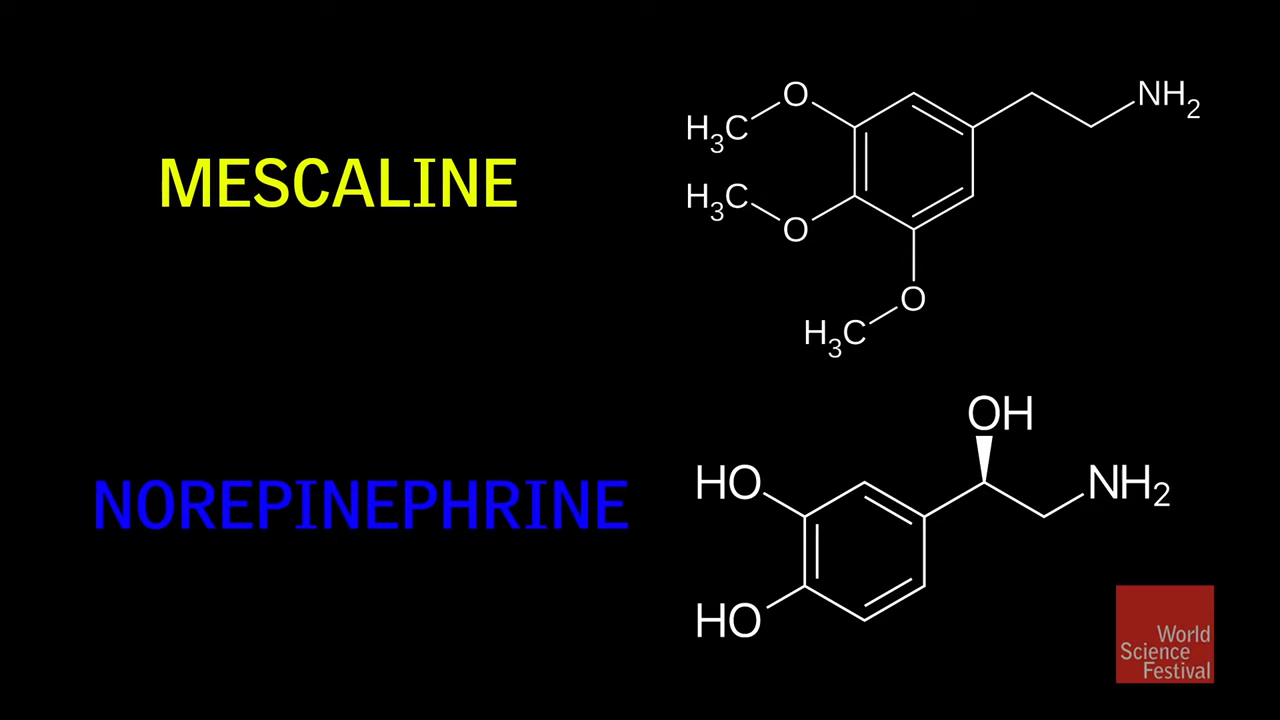 MESCALINE
H3C
O
NH2
H3C
O
O
H3C
NOREPINEPHRINE
OH
HO
NH2
HO
World
Science
Festival